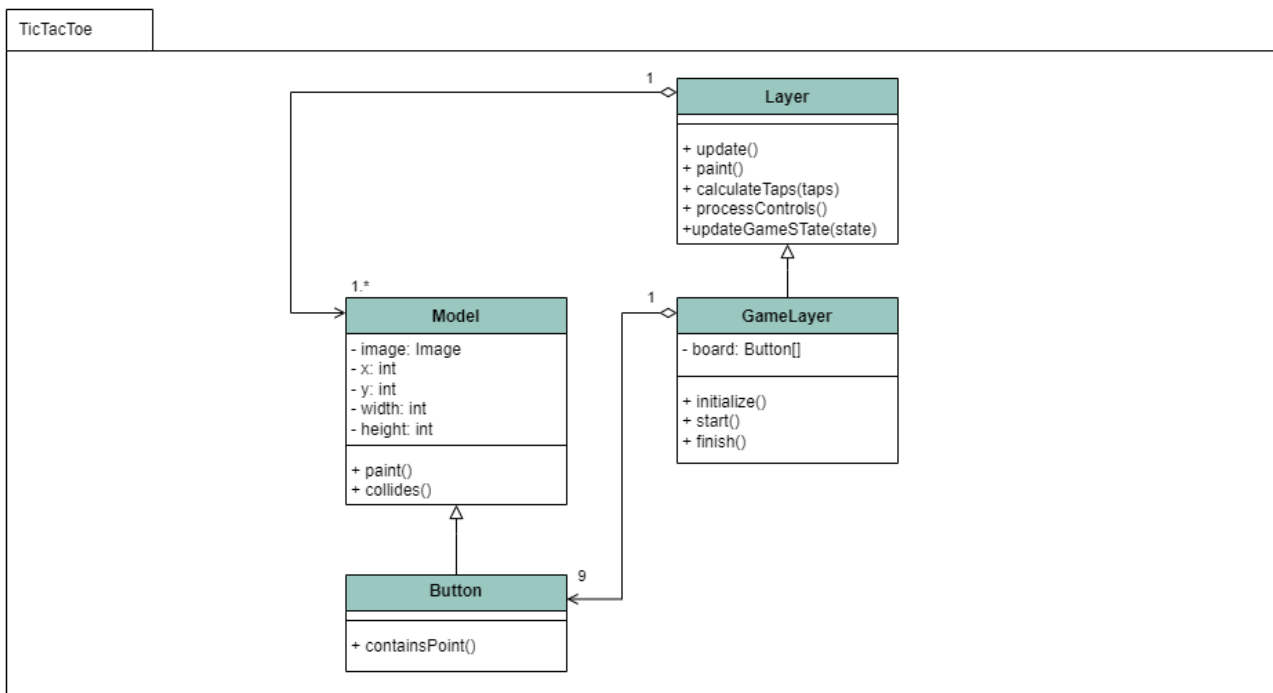 TicTacToe
1
Layer
+ update()
+ paint()
+ calculateTaps(taps)
+ processControls()
+updateGameSTate(state)
1.*
Model
- image: Image
- x: int
- y: int
- width: int
- height: int
+ paint()
+ collides()
1
GameLayer
- board: Button[]
+ initialize()
+ start()
+ finish()
9
Button
+ containsPoint()